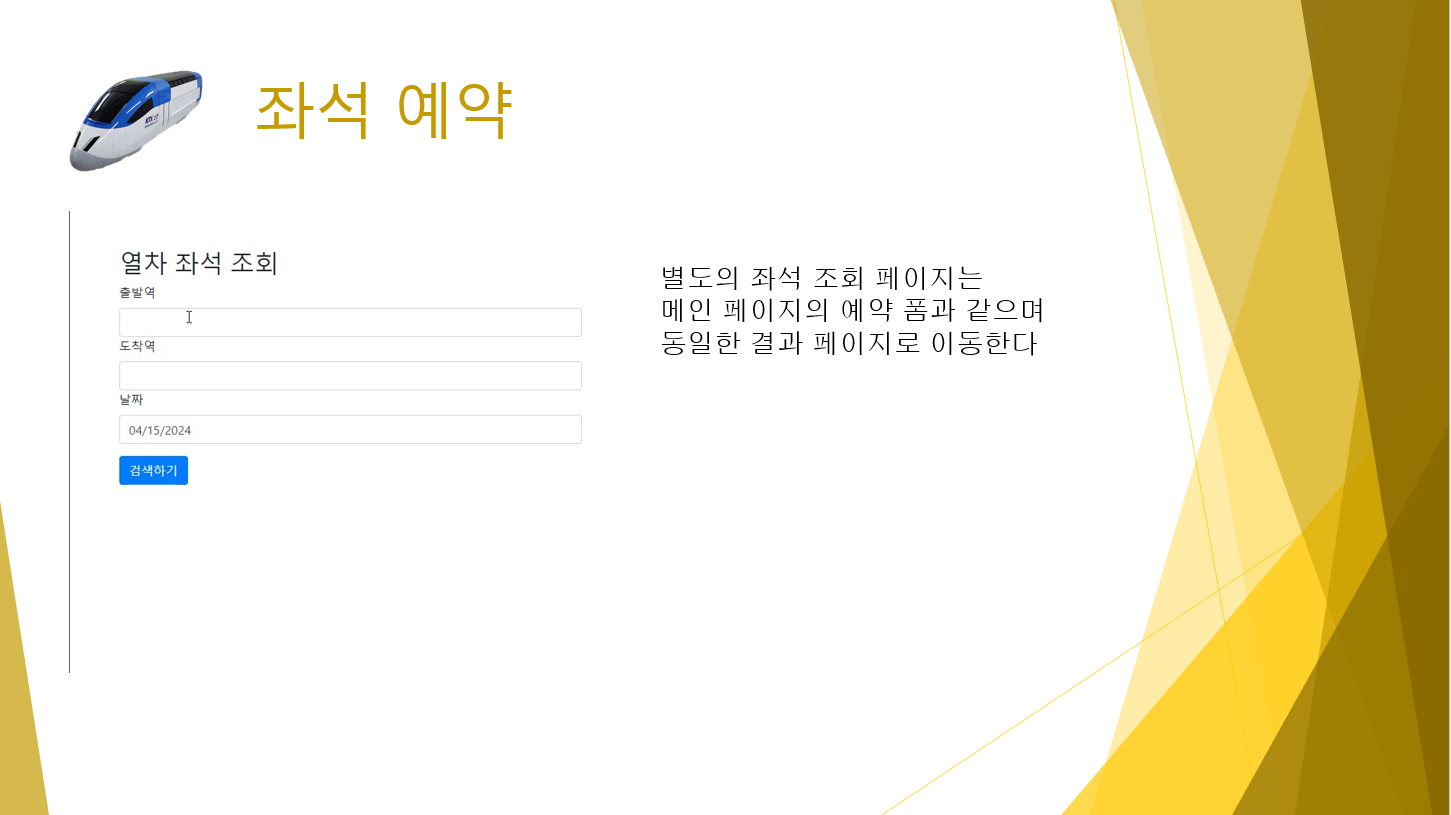 좌석 예약
열차 좌석 조회
출발역
도착역
날짜
04/15/2024
검색하기
별도의 좌석 조회 페이지는
메인 페이지의 예약 폼과 같으며
동일한 결과 페이지로 이동한다